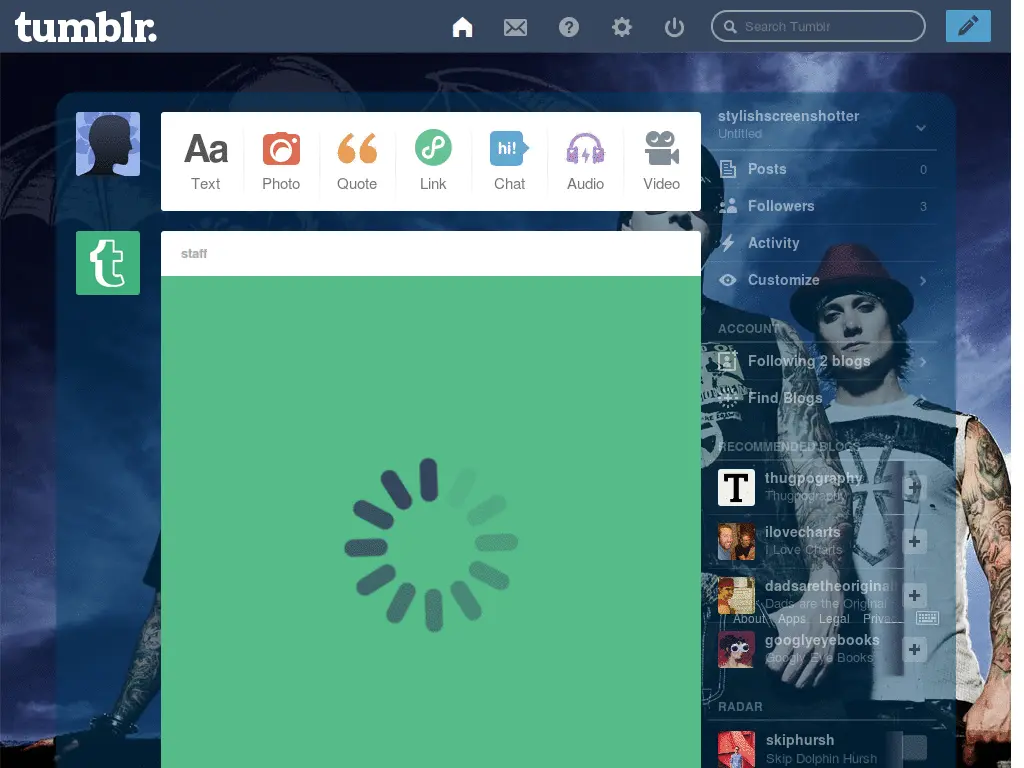 tumblr.
Search Tumblr
Aa
Text
Photo
Quote
Link
hi!
Chat
Audio
Video
t
staff
stylishscreenshotter
Untitled
Posts 0
Followers 3
Activity
Customize
ACCOUNT
Following 2 blogs
Find Blogs
RECOMMENDED BLOGS
T
thugpography
Thugpography
ilovecharts
I Love Charts
dadsaretheoriginal
Dads are the Original
About Apps Legal
googlyeyebooks
Googly Eye Books
RADAR
skiphursh
Skip Dolphin Hursh